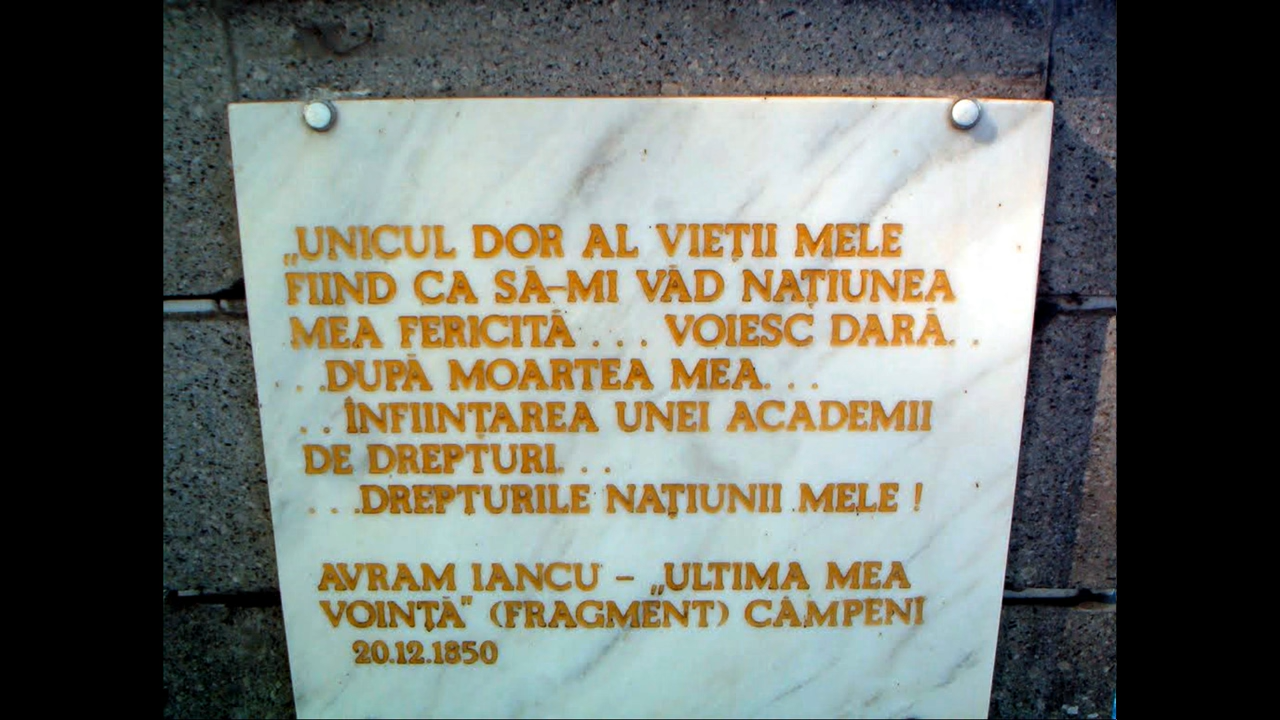 „UNICUL DOR AL VIEȚII MELE
FIIND CA SĂ-MI VĂD NAȚIUNEA
MEA FERICITĂ . . . VOIESC DARĂ. .
. . .DUPĂ MOARTEA MEA. . .
. . ÎNFIINȚAREA UNEI ACADEMII
DE DREPTURI. . .
. . .DREPTURILE NAȚIUNII MELE !
AVRAM IANCU – „ULTIMA MEA
VOINȚĂ" (FRAGMENT) CÂMPENI
20.12.1850